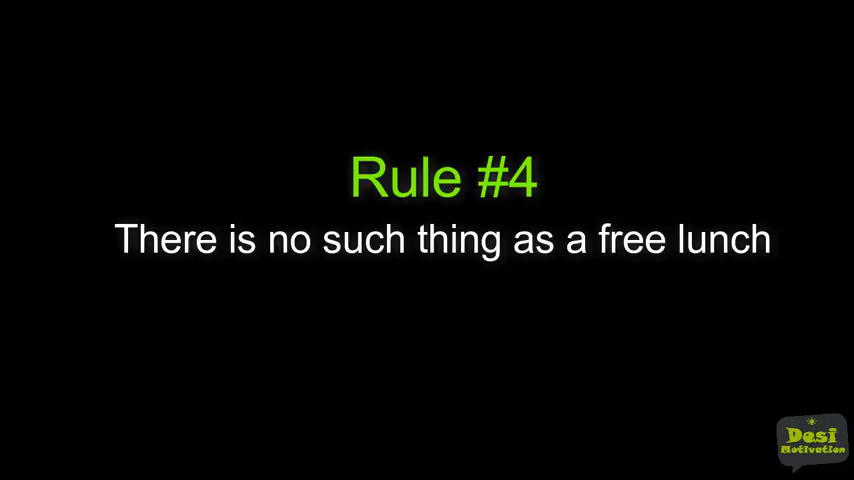 Rule #4
There is no such thing as a free lunch
Desi
Motivation